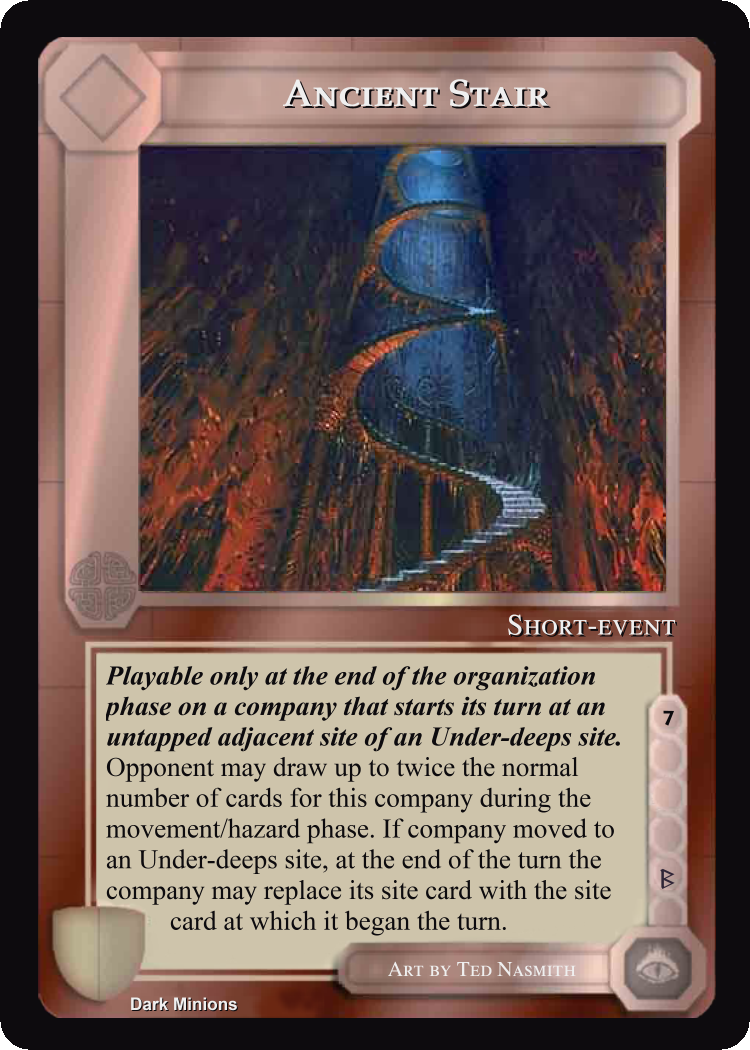 Ancient Stair
Short-event
Playable only at the end of the organization
phase on a company that starts its turn at an
untapped adjacent site of an Under-deeps site.
Opponent may draw up to twice the normal
number of cards for this company during the
movement/hazard phase. If company moved to
an Under-deeps site, at the end of the turn the
company may replace its site card with the site
card at which it began the turn.
7
ᛒ
Art by Ted Nasmith
Dark Minions